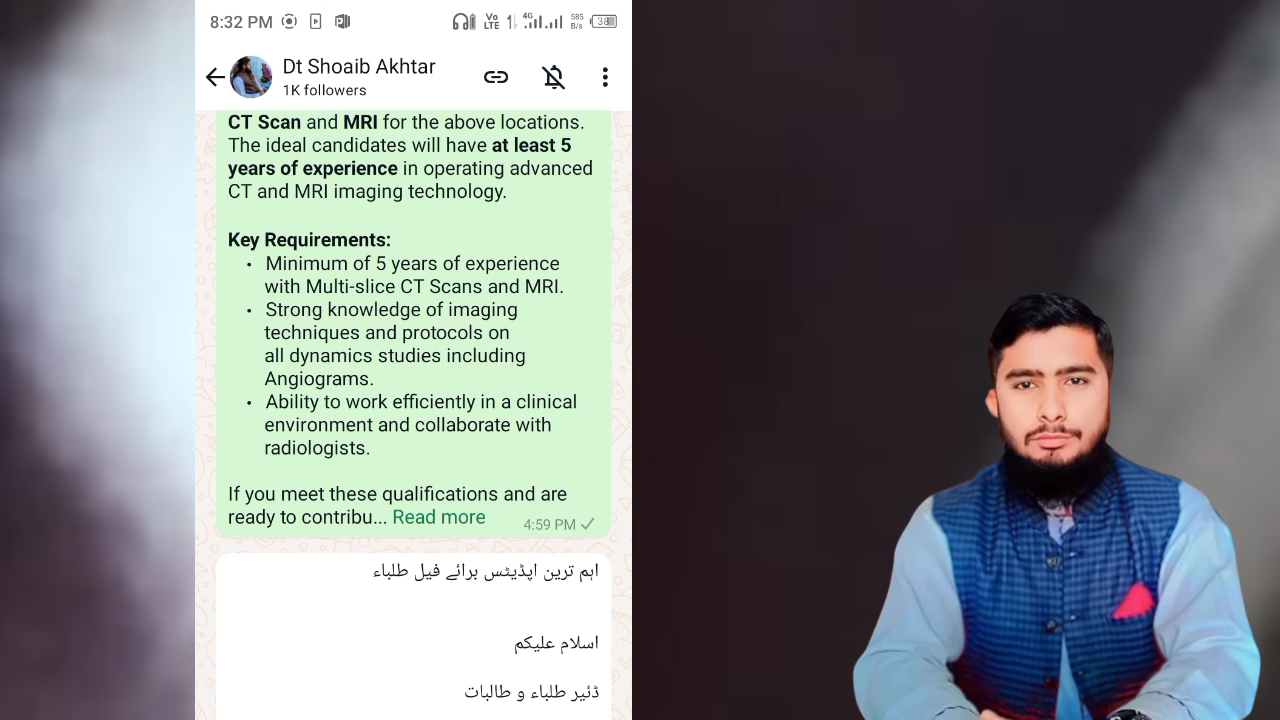 8:32 PM
Vo LTE 4G 585 B/s 38
Dt Shoaib Akhtar
1K followers
CT Scan and MRI for the above locations.
The ideal candidates will have at least 5
years of experience in operating advanced
CT and MRI imaging technology.
Key Requirements:
• Minimum of 5 years of experience
with Multi-slice CT Scans and MRI.
• Strong knowledge of imaging
techniques and protocols on
all dynamics studies including
Angiograms.
• Ability to work efficiently in a clinical
environment and collaborate with
radiologists.
If you meet these qualifications and are
ready to contribu... Read more
4:59 PM
اہم ترین اپڈیٹس برائے فیل طلباء
اسلام علیکم
ڈئیر طلباء و طالبات